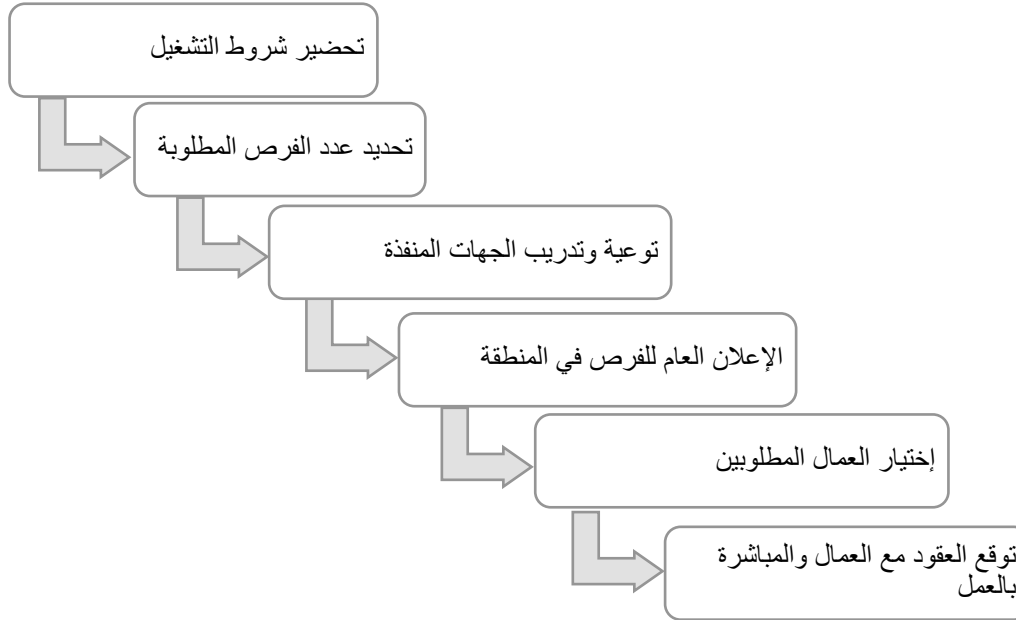 تحضير شروط التشغيل
تحديد عدد الفرص المطلوبة
توعية وتدريب الجهات المنفذة
الإعلان العام للفرص في المنطقة
إختيار العمال المطلوبين
توقع العقود مع العمال والمباشرة
بالعمل